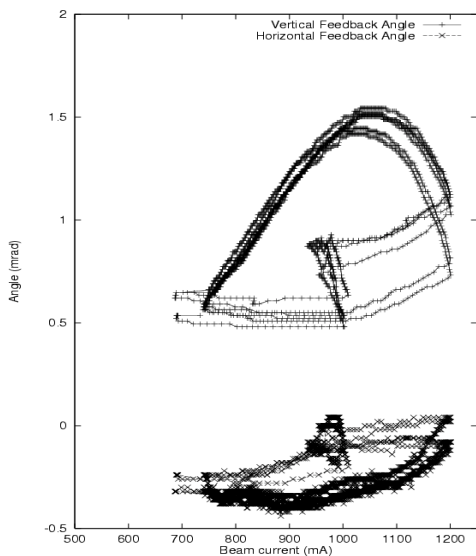 2
Vertical Feedback Angle
Horizontal Feedback Angle
1.5
1
Angle (mrad)
0.5
0
-0.5
500 600 700 800 900 1000 1100 1200
Beam current (mA)